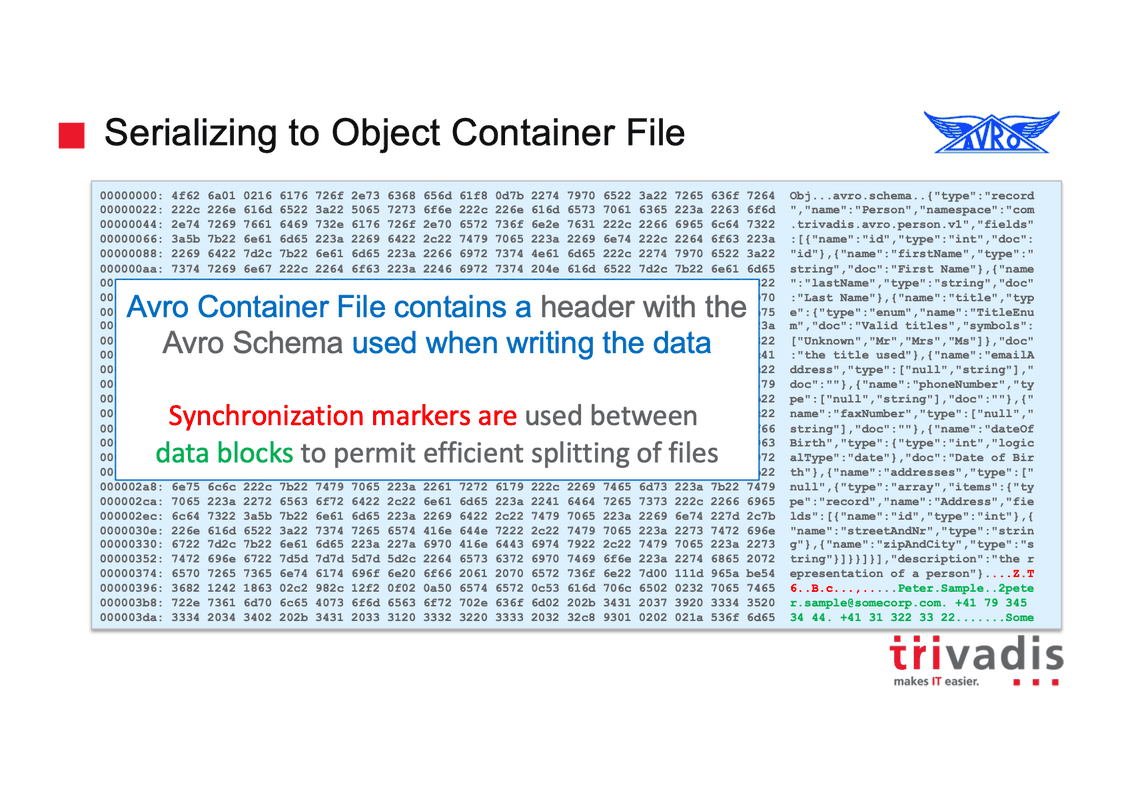 Serializing to Object Container File
AVRO
00000000: 4f62 6a01 0216 6176 726f 2e73 6368 656d 61f8 0d7b 2274 7970 6522 3a22 7265 636f 7264 Obj...avro.schema..{"type":"record
00000022: 222c 226e 616d 6522 3a22 5065 7273 6f6e 222c 226e 616d 6573 7061 6365 223a 2263 6f6d ","name":"Person","namespace":"com
00000044: 2e74 7269 7661 6469 732e 6176 726f 2e70 6572 736f 6e2e 7631 222c 2266 6965 6c64 7322 .trivadis.avro.person.v1","fields"
00000066: 3a5b 7b22 6e61 6d65 223a 2269 6422 2c22 7479 7065 223a 2269 6e74 222c 2264 6f63 223a :[{"name":"id","type":"int","doc":
00000088: 2269 6422 7d2c 7b22 6e61 6d65 223a 2266 6972 7374 4e61 6d65 222c 2274 7970 6522 3a22 "id"},{"name":"firstName","type":"
000000aa: 7374 7269 6e67 222c 2264 6f63 223a 2246 6972 7374 204e 616d 6522 7d2c 7b22 6e61 6d65 string","doc":"First Name"},{"name
00 22 ":"lastName","type":"string","doc"
00 70 :"Last Name"},{"name":"title","typ
00 75 e":{"type":"enum","name":"TitleEnu
00 3a m","doc":"Valid titles","symbols":
00 22 ["Unknown","Mr","Mrs","Ms"]},"doc"
00 41 :"the title used"},{"name":"emailA
00 22 ddress","type":["null","string"],"
00 79 doc":""},{"name":"phoneNumber","ty
00 22 pe":["null","string"],"doc":""},{"
00 22 name":"faxNumber","type":["null","
00 66 string"],"doc":""},{"name":"dateOf
00 63 Birth","type":{"type":"int","logic
00 72 alType":"date"},"doc":"Date of Bir
00 22 th"},{"name":"addresses","type":["
Avro Container File contains a header with the
Avro Schema used when writing the data
Synchronization markers are used between
data blocks to permit efficient splitting of files
000002a8: 6e75 6c6c 222c 7b22 7479 7065 223a 2261 7272 6179 222c 2269 7465 6d73 223a 7b22 7479 null",{"type":"array","items":{"ty
000002ca: 7065 223a 2272 6563 6f72 6422 2c22 6e61 6d65 223a 2241 6464 7265 7373 222c 2266 6965 pe":"record","name":"Address","fie
000002ec: 6c64 7322 3a5b 7b22 6e61 6d65 223a 2269 6422 2c22 7479 7065 223a 2269 6e74 227d 2c7b lds":[{"name":"id","type":"int"},{
0000030e: 226e 616d 6522 3a22 7374 7265 6574 416e 644e 7222 2c22 7479 7065 223a 2273 7472 696e "name":"streetAndNr","type":"strin
00000330: 6722 7d2c 7b22 6e61 6d65 223a 227a 6970 416e 6443 6974 7922 2c22 7479 7065 223a 2273 g"},{"name":"zipAndCity","type":"s
00000352: 7472 696e 6722 7d5d 7d7d 5d7d 5d2c 2264 6573 6372 6970 7469 6f6e 223a 2274 6865 2072 tring"}]}}]}],"description":"the r
00000374: 6570 7265 7365 6e74 6174 696f 6e20 6f66 2061 2070 6572 736f 6e22 7d00 111d 965a be54 epresentation of a person"}....Z.T
00000396: 3682 1242 1863 02c2 982c 12f2 0f02 0a50 6574 6572 0c53 616d 706c 6502 0232 7065 7465 6..B.c...,.....Peter.Sample..2pete
000003b8: 722e 7361 6d70 6c65 4073 6f6d 6563 6f72 702e 636f 6d02 202b 3431 2037 3920 3334 3520 r.sample@somecorp.com. +41 79 345
000003da: 3334 2034 3402 202b 3431 2033 3120 3332 3220 3333 2032 32c8 9301 0202 021a 536f 6d65 34 44. +41 31 322 33 22.......Some
trivadis
makes IT easier.